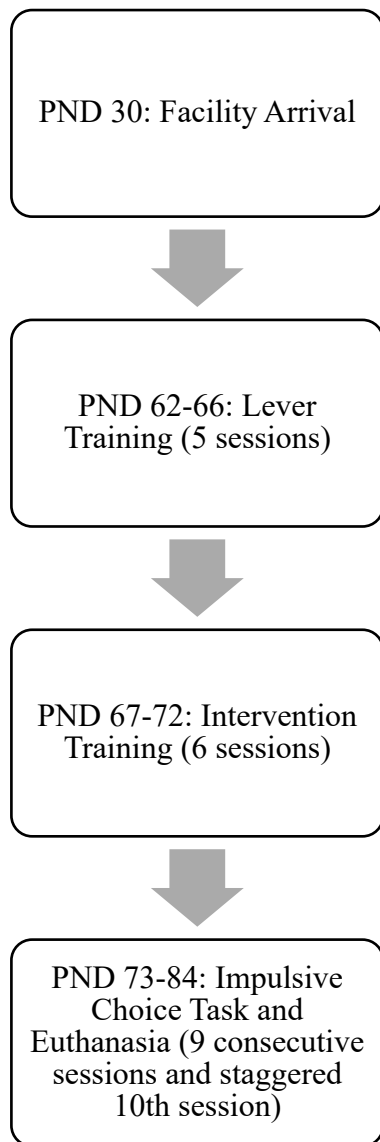 PND 30: Facility Arrival
PND 62-66: Lever
Training (5 sessions)
PND 67-72: Intervention
Training (6 sessions)
PND 73-84: Impulsive
Choice Task and
Euthanasia (9 consecutive
sessions and staggered
10th session)